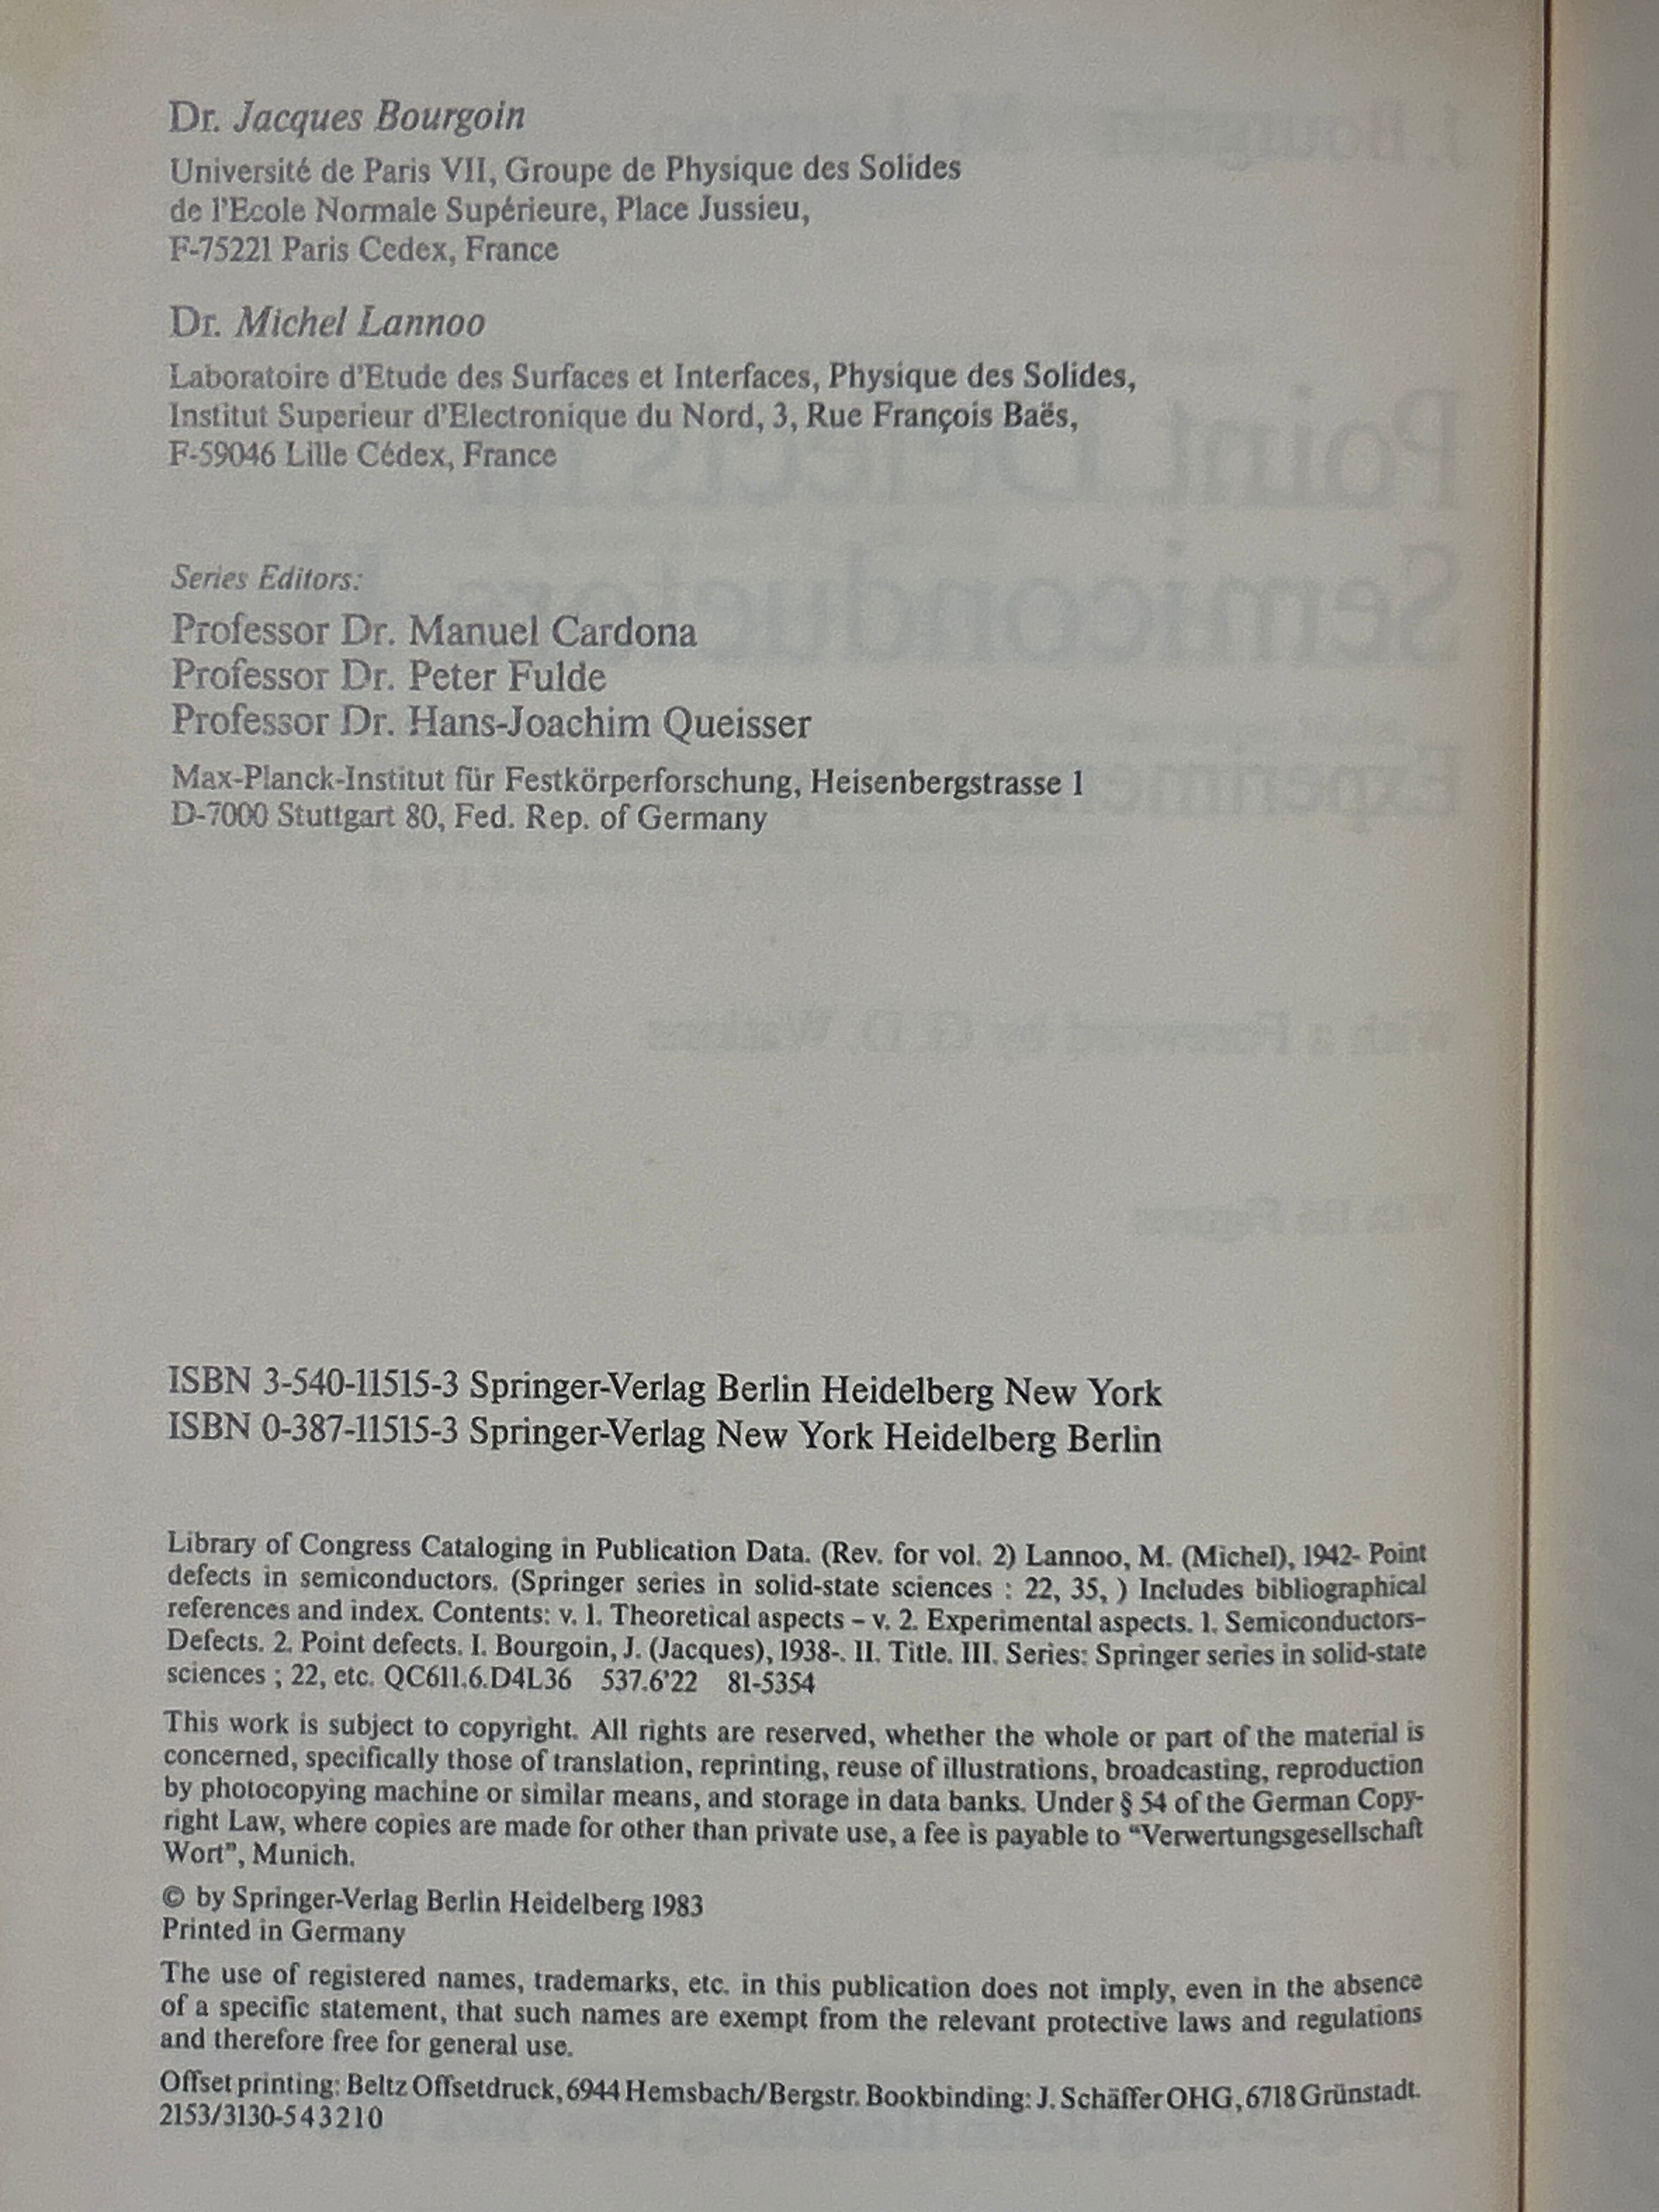 Dr. Jacques Bourgoin
Université de Paris VII, Groupe de Physique des Solides
de l'Ecole Normale Supérieure, Place Jussieu,
F-75221 Paris Cedex, France
Dr. Michel Lannoo
Laboratoire d'Etude des Surfaces et Interfaces, Physique des Solides,
Institut Superieur d'Electronique du Nord, 3, Rue François Baës,
F-59046 Lille Cédex, France
Series Editors:
Professor Dr. Manuel Cardona
Professor Dr. Peter Fulde
Professor Dr. Hans-Joachim Queisser
Max-Planck-Institut für Festkörperforschung, Heisenbergstrasse 1
D-7000 Stuttgart 80, Fed. Rep. of Germany
ISBN 3-540-11515-3 Springer-Verlag Berlin Heidelberg New York
ISBN 0-387-11515-3 Springer-Verlag New York Heidelberg Berlin
Library of Congress Cataloging in Publication Data. (Rev. for vol. 2) Lannoo, M. (Michel), 1942- Point
defects in semiconductors. (Springer series in solid-state sciences : 22, 35, ) Includes bibliographical
references and index. Contents: v. 1. Theoretical aspects – v. 2. Experimental aspects. 1. Semiconductors–
Defects. 2. Point defects. I. Bourgoin, J. (Jacques), 1938-. II. Title. III. Series: Springer series in solid-state
sciences ; 22, etc. QC611.6.D4L36 537.6'22 81-5354
This work is subject to copyright. All rights are reserved, whether the whole or part of the material is
concerned, specifically those of translation, reprinting, reuse of illustrations, broadcasting, reproduction
by photocopying machine or similar means, and storage in data banks. Under § 54 of the German Copy-
right Law, where copies are made for other than private use, a fee is payable to “Verwertungsgesellschaft
Wort”, Munich.
© by Springer-Verlag Berlin Heidelberg 1983
Printed in Germany
The use of registered names, trademarks, etc. in this publication does not imply, even in the absence
of a specific statement, that such names are exempt from the relevant protective laws and regulations
and therefore free for general use.
Offset printing: Beltz Offsetdruck, 6944 Hemsbach/Bergstr. Bookbinding: J. Schäffer OHG, 6718 Grünstadt.
2153/3130-543210